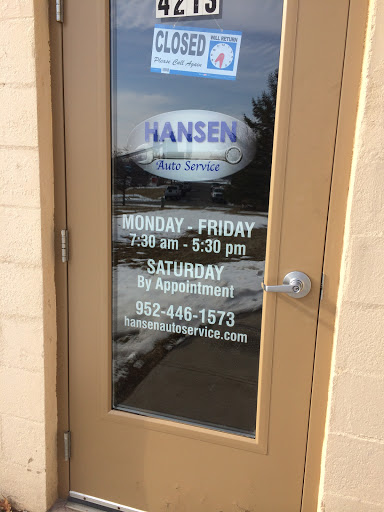 4213
CLOSED
WILL RETURN
Please Call Again
HANSEN
Auto Service
MONDAY - FRIDAY
7:30 am - 5:30 pm
SATURDAY
By Appointment
952-446-1573
hansenautoservice.com